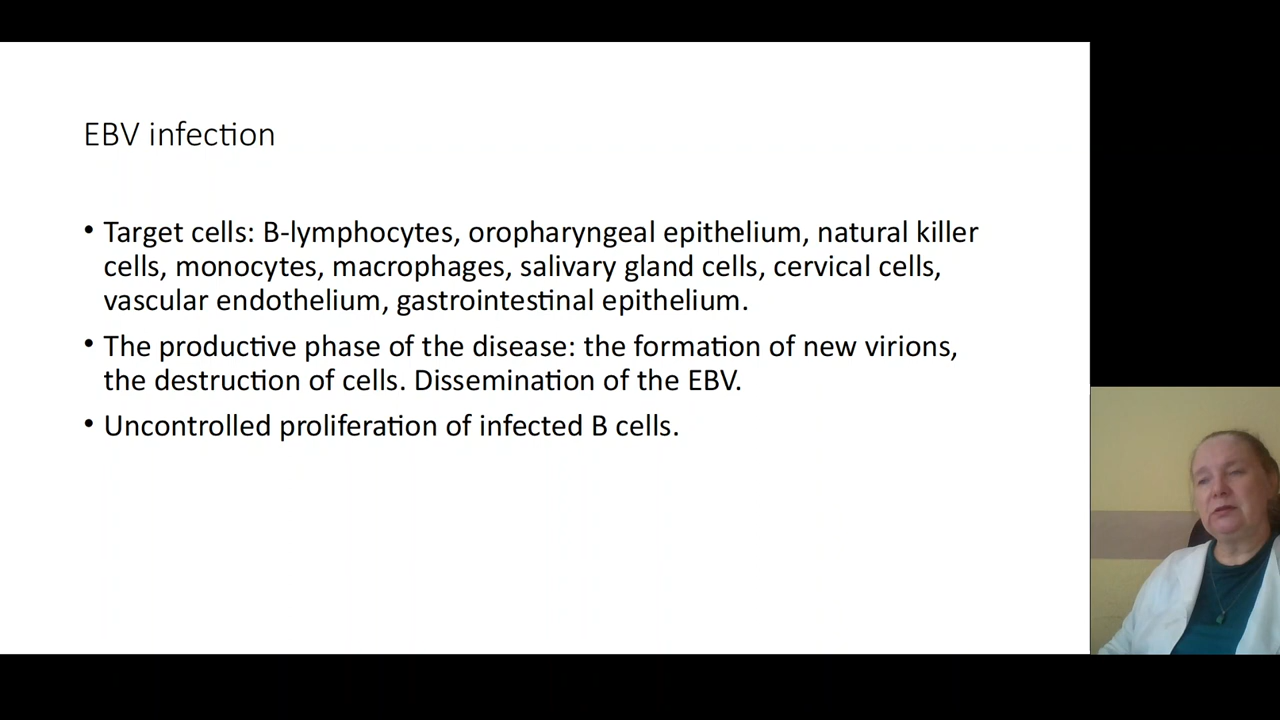 EBV infection
• Target cells: B-lymphocytes, oropharyngeal epithelium, natural killer
cells, monocytes, macrophages, salivary gland cells, cervical cells,
vascular endothelium, gastrointestinal epithelium.
• The productive phase of the disease: the formation of new virions,
the destruction of cells. Dissemination of the EBV.
• Uncontrolled proliferation of infected B cells.